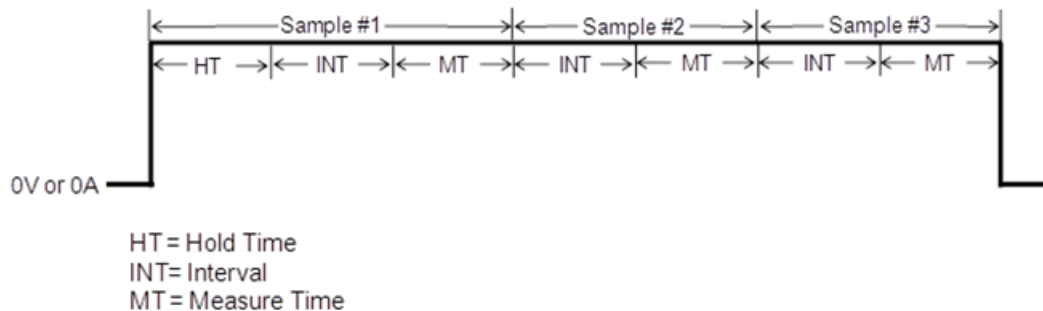 Sample #1 Sample #2 Sample #3
HT INT MT INT MT INT MT
0V or 0A
HT = Hold Time
INT= Interval
MT = Measure Time